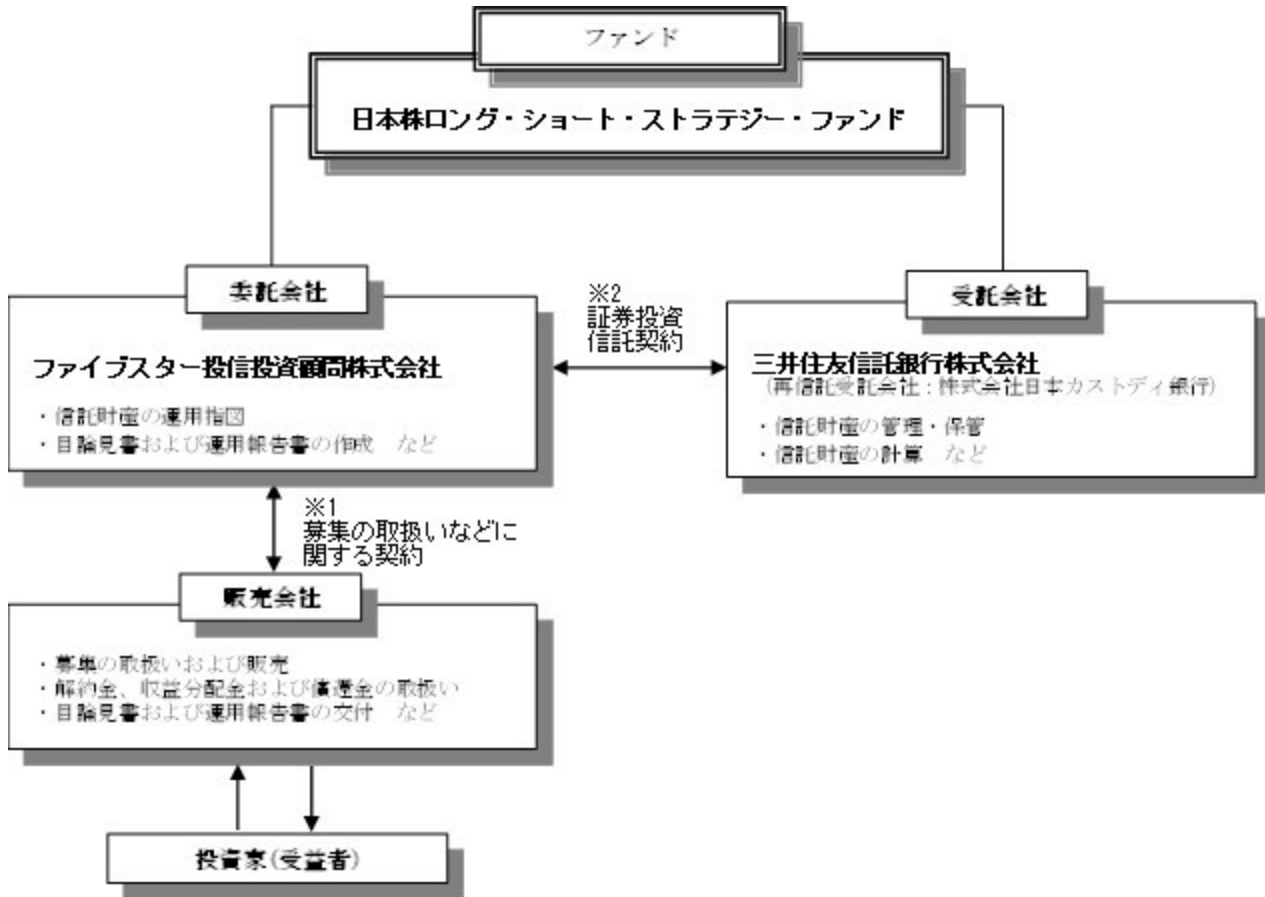 ファンド
日本株ロング・ショート・ストラテジー・ファンド
委託会社
ファイブスター投信投資顧問株式会社
・信託財産の運用指図
・目論見書および運用報告書の作成　など
※2
証券投資
信託契約
受託会社
三井住友信託銀行株式会社
(再信託受託会社：株式会社日本カストディ銀行)
・信託財産の管理・保管
・信託財産の計算　など
※1
募集の取扱いなどに
関する契約
販売会社
・募集の取扱いおよび販売
・解約金、収益分配金および償還金の取扱い
・目論見書および運用報告書の交付　など
投資家(受益者)